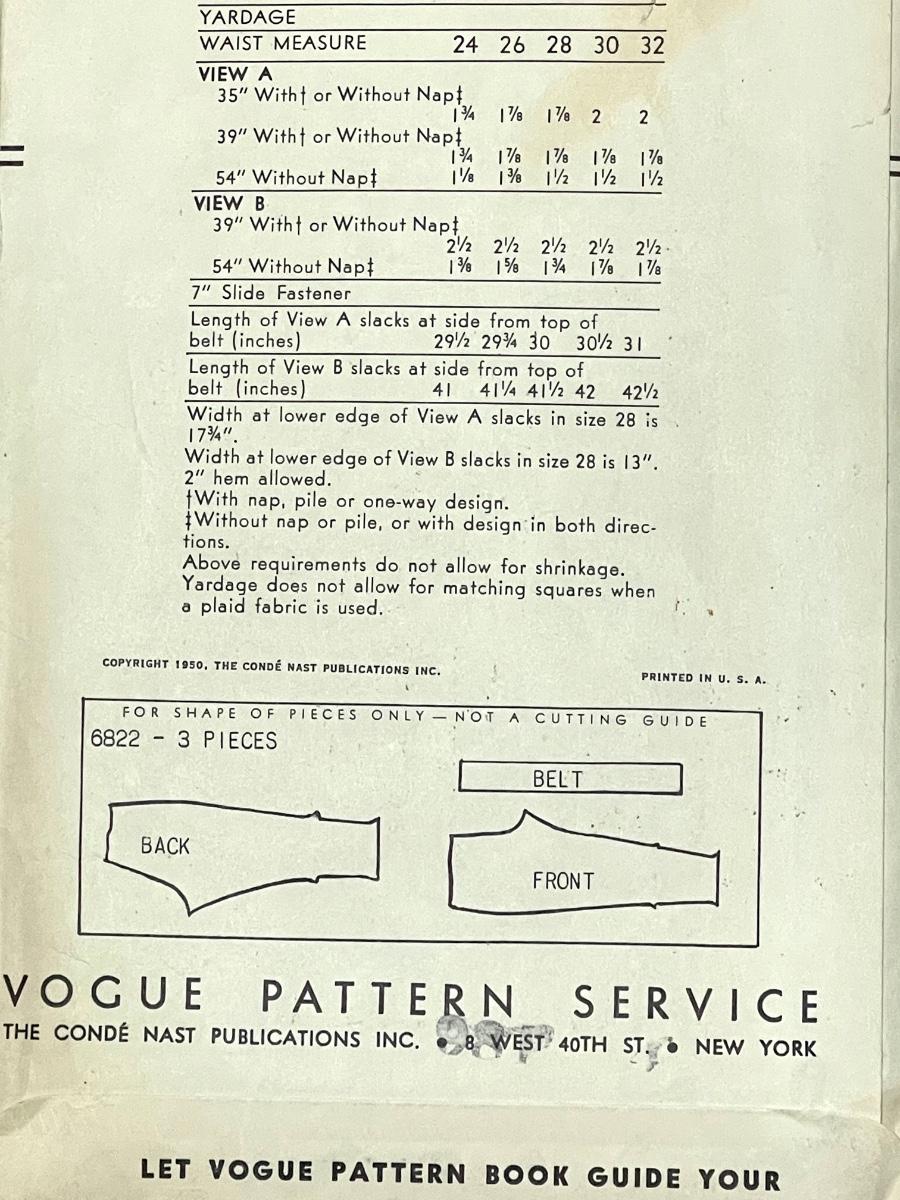 YARDAGE
WAIST MEASURE 24 26 28 30 32
VIEW A
35" With† or Without Nap‡
1¾ 1⅞ 1⅞ 2 2
39" With† or Without Nap‡
1¾ 1⅞ 1⅞ 1⅞ 1⅞
54" Without Nap‡ 1⅛ 1⅜ 1½ 1½ 1½
VIEW B
39" With† or Without Nap‡
2½ 2½ 2½ 2½ 2½
54" Without Nap‡ 1⅜ 1⅝ 1¾ 1⅞ 1⅞
7" Slide Fastener
Length of View A slacks at side from top of
belt (inches) 29½ 29¾ 30 30½ 31
Length of View B slacks at side from top of
belt (inches) 41 41¼ 41½ 42 42½
Width at lower edge of View A slacks in size 28 is
17¾".
Width at lower edge of View B slacks in size 28 is 13".
2" hem allowed.
†With nap, pile or one-way design.
‡Without nap or pile, or with design in both direc-
tions.
Above requirements do not allow for shrinkage.
Yardage does not allow for matching squares when
a plaid fabric is used.
COPYRIGHT 1950, THE CONDÉ NAST PUBLICATIONS INC. PRINTED IN U. S. A.
FOR SHAPE OF PIECES ONLY — NOT A CUTTING GUIDE
6822 - 3 PIECES
BELT
BACK
FRONT
VOGUE PATTERN SERVICE
THE CONDÉ NAST PUBLICATIONS INC. • 8 WEST 40TH ST. • NEW YORK
LET VOGUE PATTERN BOOK GUIDE YOUR